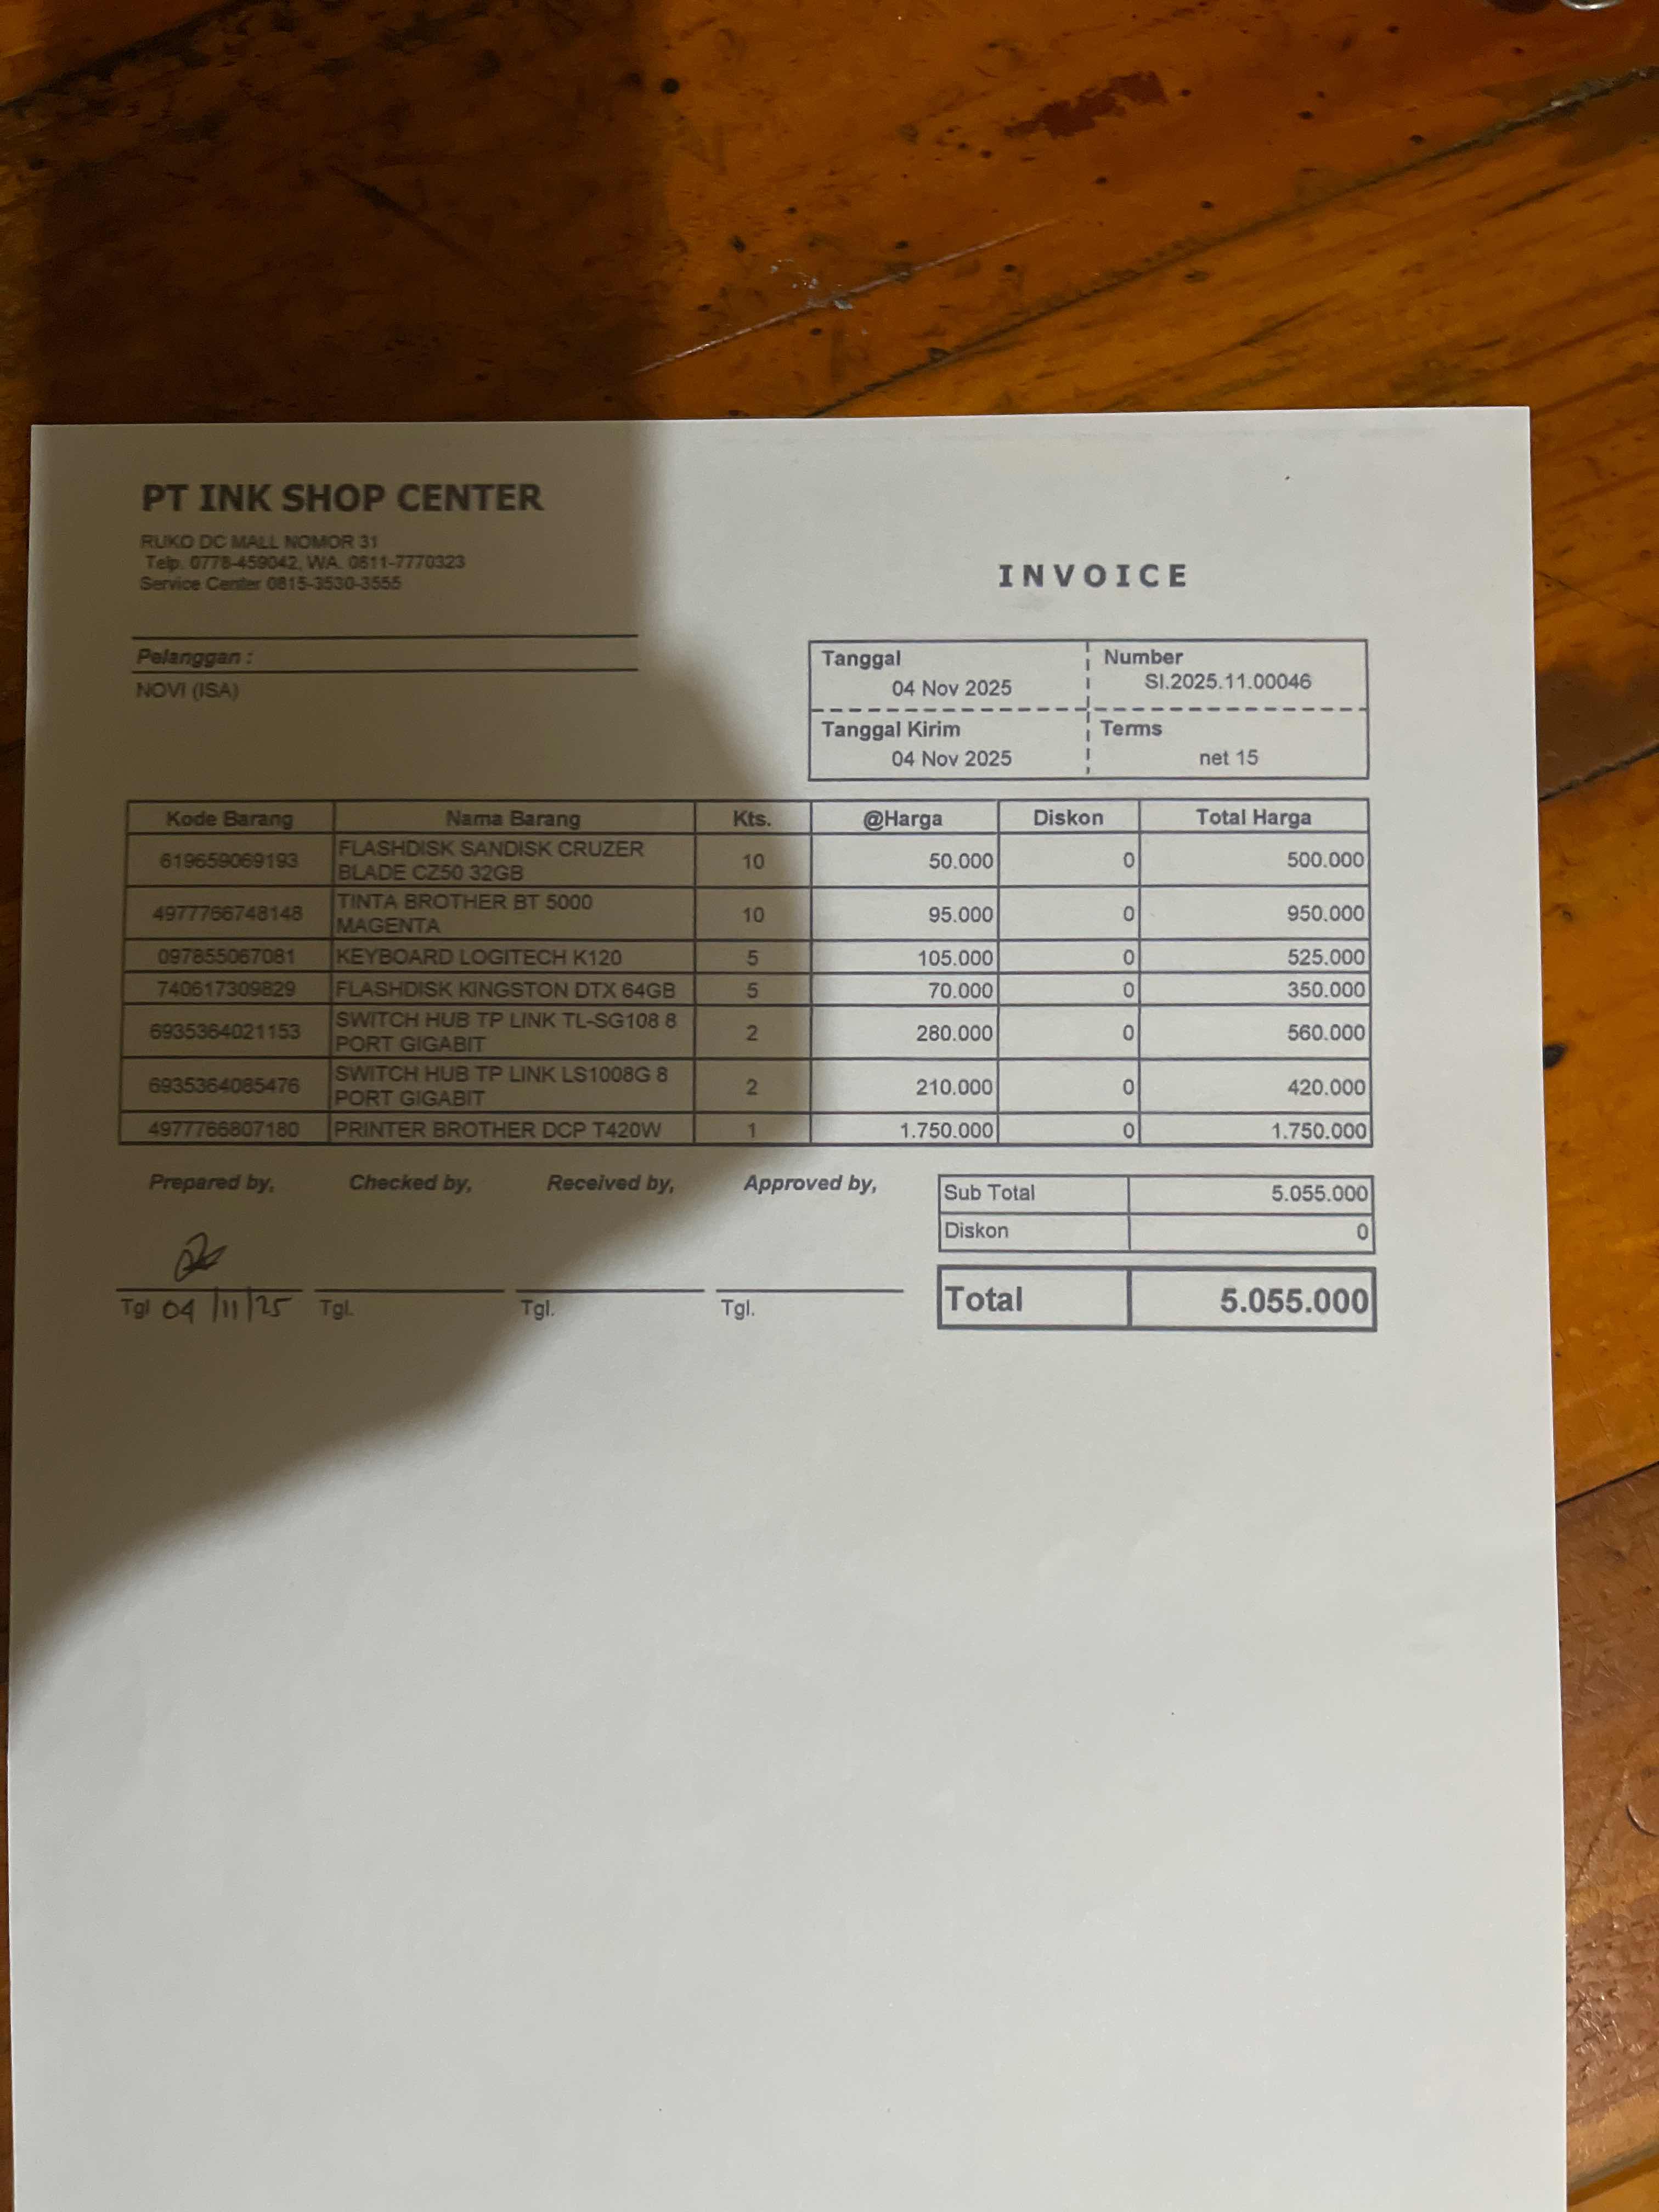 PT INK SHOP CENTER
RUKO DC MALL NOMOR 31
Telp. 0778-459042, WA. 0811-7770323
Service Center 0815-3530-3555
INVOICE
Pelanggan :
NOVI (ISA)
Tanggal Number
04 Nov 2025 SI.2025.11.00046
Tanggal Kirim Terms
04 Nov 2025 net 15
Kode Barang Nama Barang Kts. @Harga Diskon Total Harga
619659069193 FLASHDISK SANDISK CRUZER BLADE CZ50 32GB 10 50.000 0 500.000
4977766748148 TINTA BROTHER BT 5000 MAGENTA 10 95.000 0 950.000
097855067081 KEYBOARD LOGITECH K120 5 105.000 0 525.000
740617309829 FLASHDISK KINGSTON DTX 64GB 5 70.000 0 350.000
6935364021153 SWITCH HUB TP LINK TL-SG108 8 PORT GIGABIT 2 280.000 0 560.000
6935364085476 SWITCH HUB TP LINK LS1008G 8 PORT GIGABIT 2 210.000 0 420.000
4977766807180 PRINTER BROTHER DCP T420W 1 1.750.000 0 1.750.000
Prepared by, Checked by, Received by, Approved by,
Sub Total 5.055.000
Diskon 0
Total 5.055.000
Tgl 04/11/25 Tgl. Tgl. Tgl.